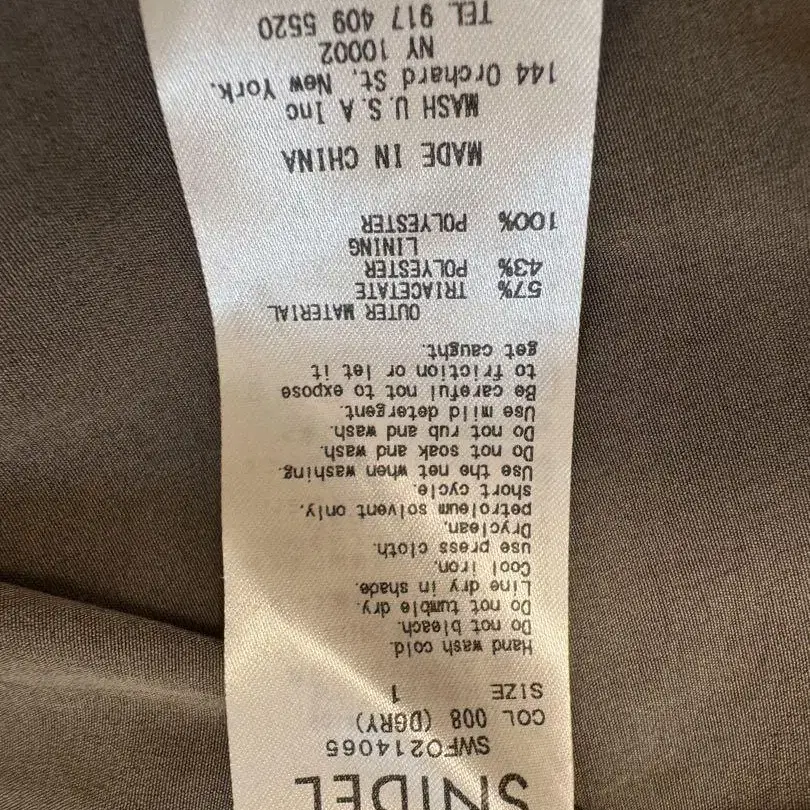 SNIDEL
SWFO214065
COL 008 (DGRY)
SIZE 1
Hand wash cold.
Do not bleach.
Do not tumble dry.
Line dry in shade.
Cool iron.
use press cloth.
Dryclean.
petroleum solvent only.
short cycle.
Use the net when washing.
Do not soak and wash.
Do not rub and wash.
Use mild detergent.
Be careful not to expose
to friction or let it
get caught.
OUTER MATERIAL
57% TRIACETATE
43% POLYESTER
LINING
100% POLYESTER
MADE IN CHINA
MASH U.S.A Inc
144 Orchard St. New York.
NY 10002
TEL 917 409 5520